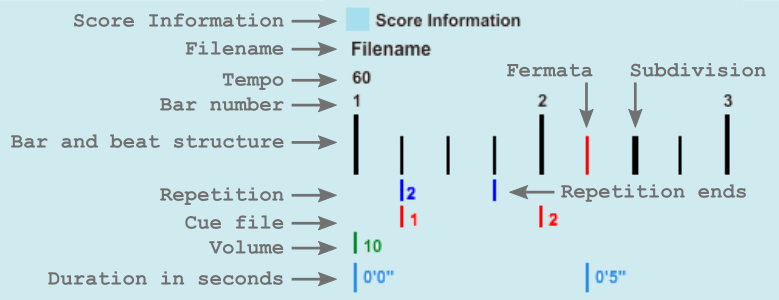 Score Information Score Information
Filename Filename
Tempo 60
Fermata Subdivision
Bar number 1 2 3
Bar and beat structure
Repetition 2 Repetition ends
Cue file 1 2
Volume 10
Duration in seconds 0'0" 0'5"